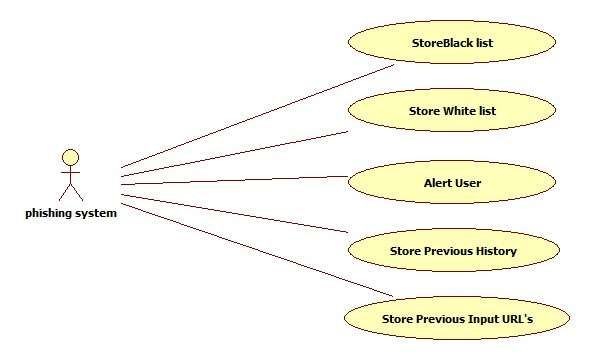 StoreBlack list
Store White list
Alert User
phishing system
Store Previous History
Store Previous Input URL's